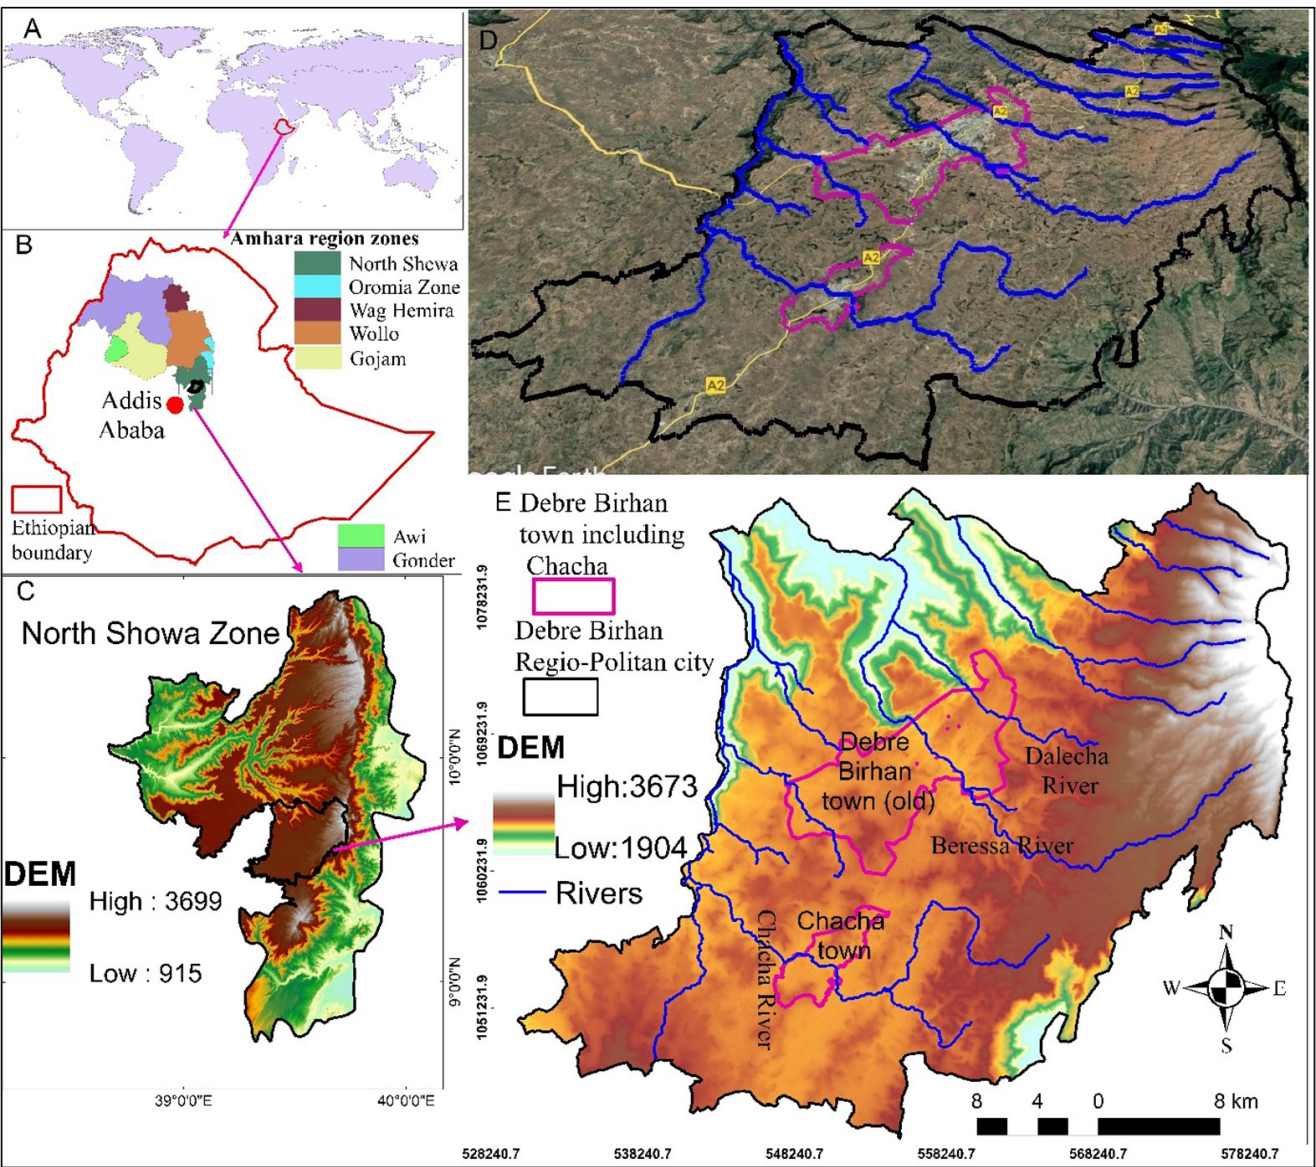 A
B
Amhara region zones
North Shewa
Oromia Zone
Wag Hemira
Wollo
Gojam
Addis
Ababa
Ethiopian
boundary
Awi
Gonder
C
North Showa Zone
DEM
High : 3699
Low : 915
10°0'0"N
9°0'0"N
39°0'0"E
40°0'0"E
D
A2
A2
A2
A2
A2
E
Debre Birhan
town including
Chacha
Debre Birhan
Regio-Politan city
DEM
High:3673
Low:1904
Rivers
Debre
Birhan
town (old)
Dalecha
River
Beressa River
Chacha
town
Chacha River
N
W
E
S
8 4 0 8 km
1078231.9
1069231.9
1060231.9
1051231.9
528240.7
538240.7
548240.7
558240.7
568240.7
578240.7